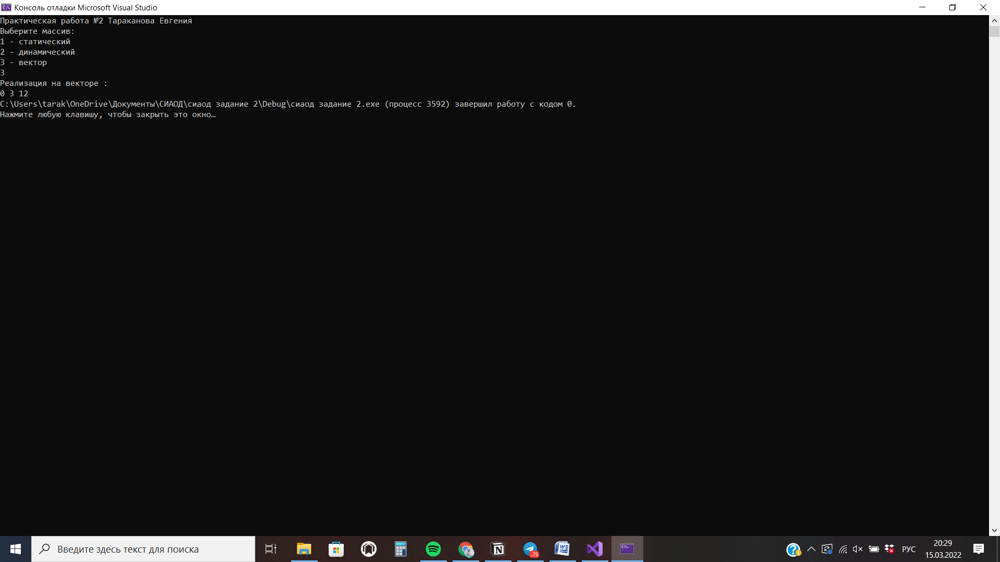 Консоль отладки Microsoft Visual Studio
Практическая работа №2 Тараканова Евгения
Выберите массив:
1 - статический
2 - динамический
3 - вектор
3
Реализация на векторе :
0 3 12
C:\Users\tarak\OneDrive\Документы\СИАОД\сиаод задание 2\Debug\сиаод задание 2.exe (процесс 3592) завершил работу с кодом 0.
Нажмите любую клавишу, чтобы закрыть это окно…
Введите здесь текст для поиска
..76
РУС
20:29
15.03.2022